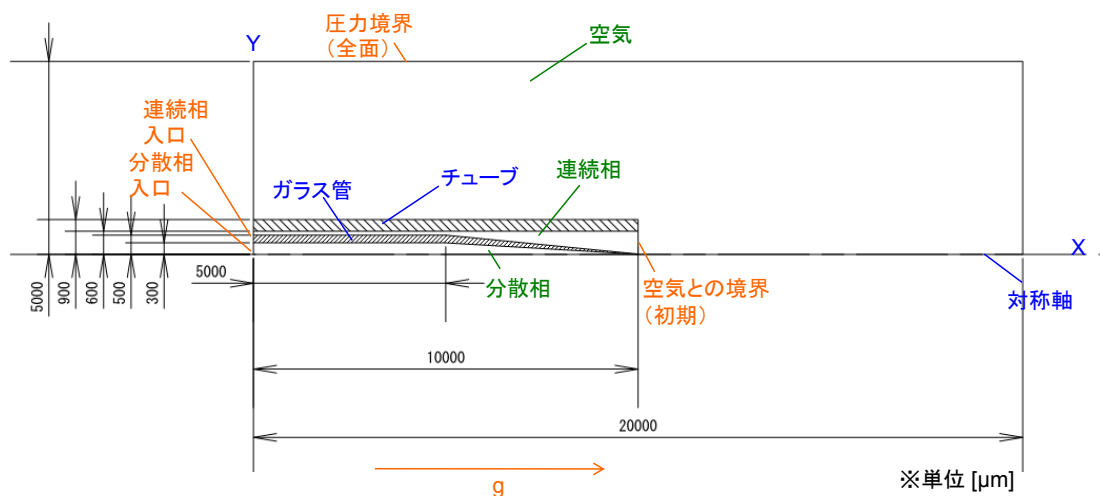 圧力境界
（全面）
Y
空気
連続相
入口
分散相
入口
ガラス管
チューブ
連続相
X
5000
900
600
500
300
5000
分散相
空気との境界
（初期）
対称軸
10000
20000
g
※単位 [μm]